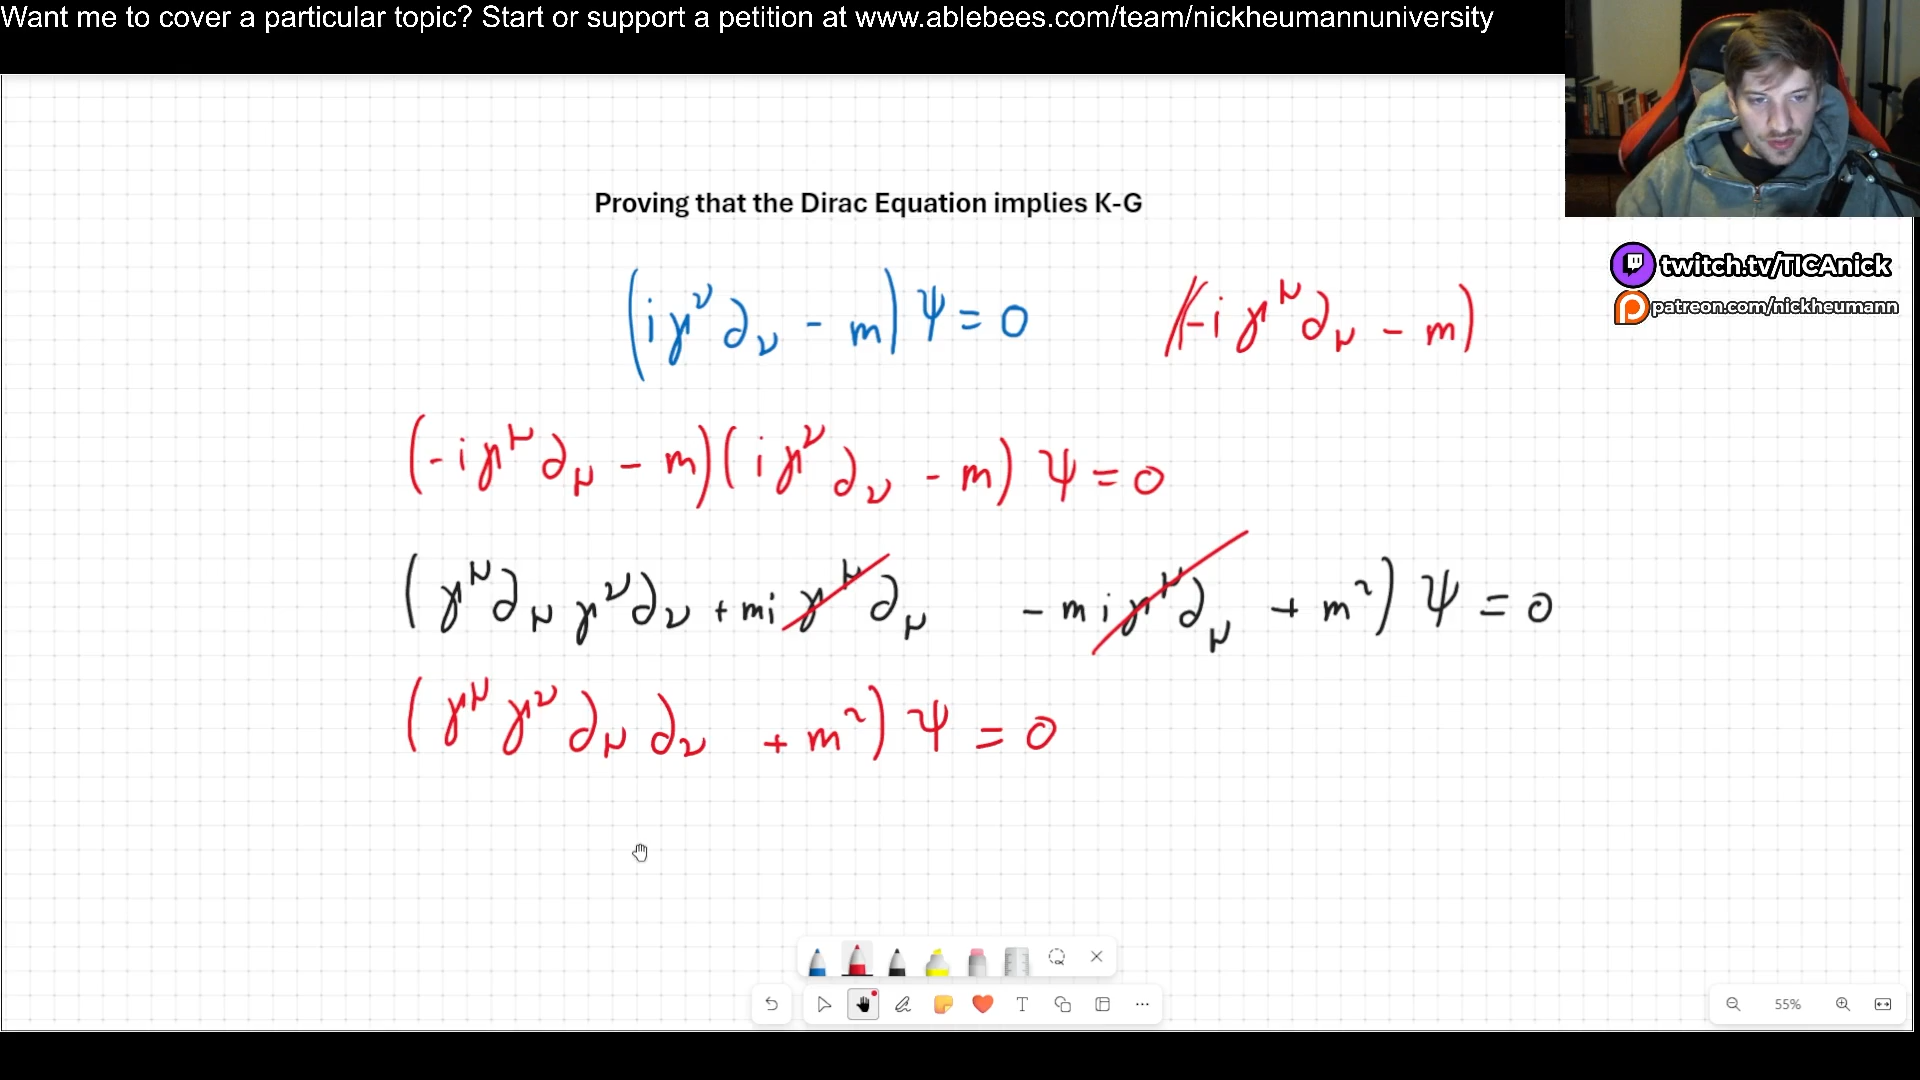 Want me to cover a particular topic? Start or support a petition at www.ablebees.com/team/nickheumannuniversity
Proving that the Dirac Equation implies K-G
twitch.tv/TICAnick
patreon.com/nickheumann
(iγ^ν ∂_ν - m) ψ = 0
(-iγ^μ ∂_μ - m)
(-iγ^μ ∂_μ - m)(iγ^ν ∂_ν - m) ψ = 0
(γ^μ ∂_μ γ^ν ∂_ν + miγ^μ ∂_μ - miγ^μ ∂_μ + m²) ψ = 0
(γ^μ γ^ν ∂_μ ∂_ν + m²) ψ = 0
55%